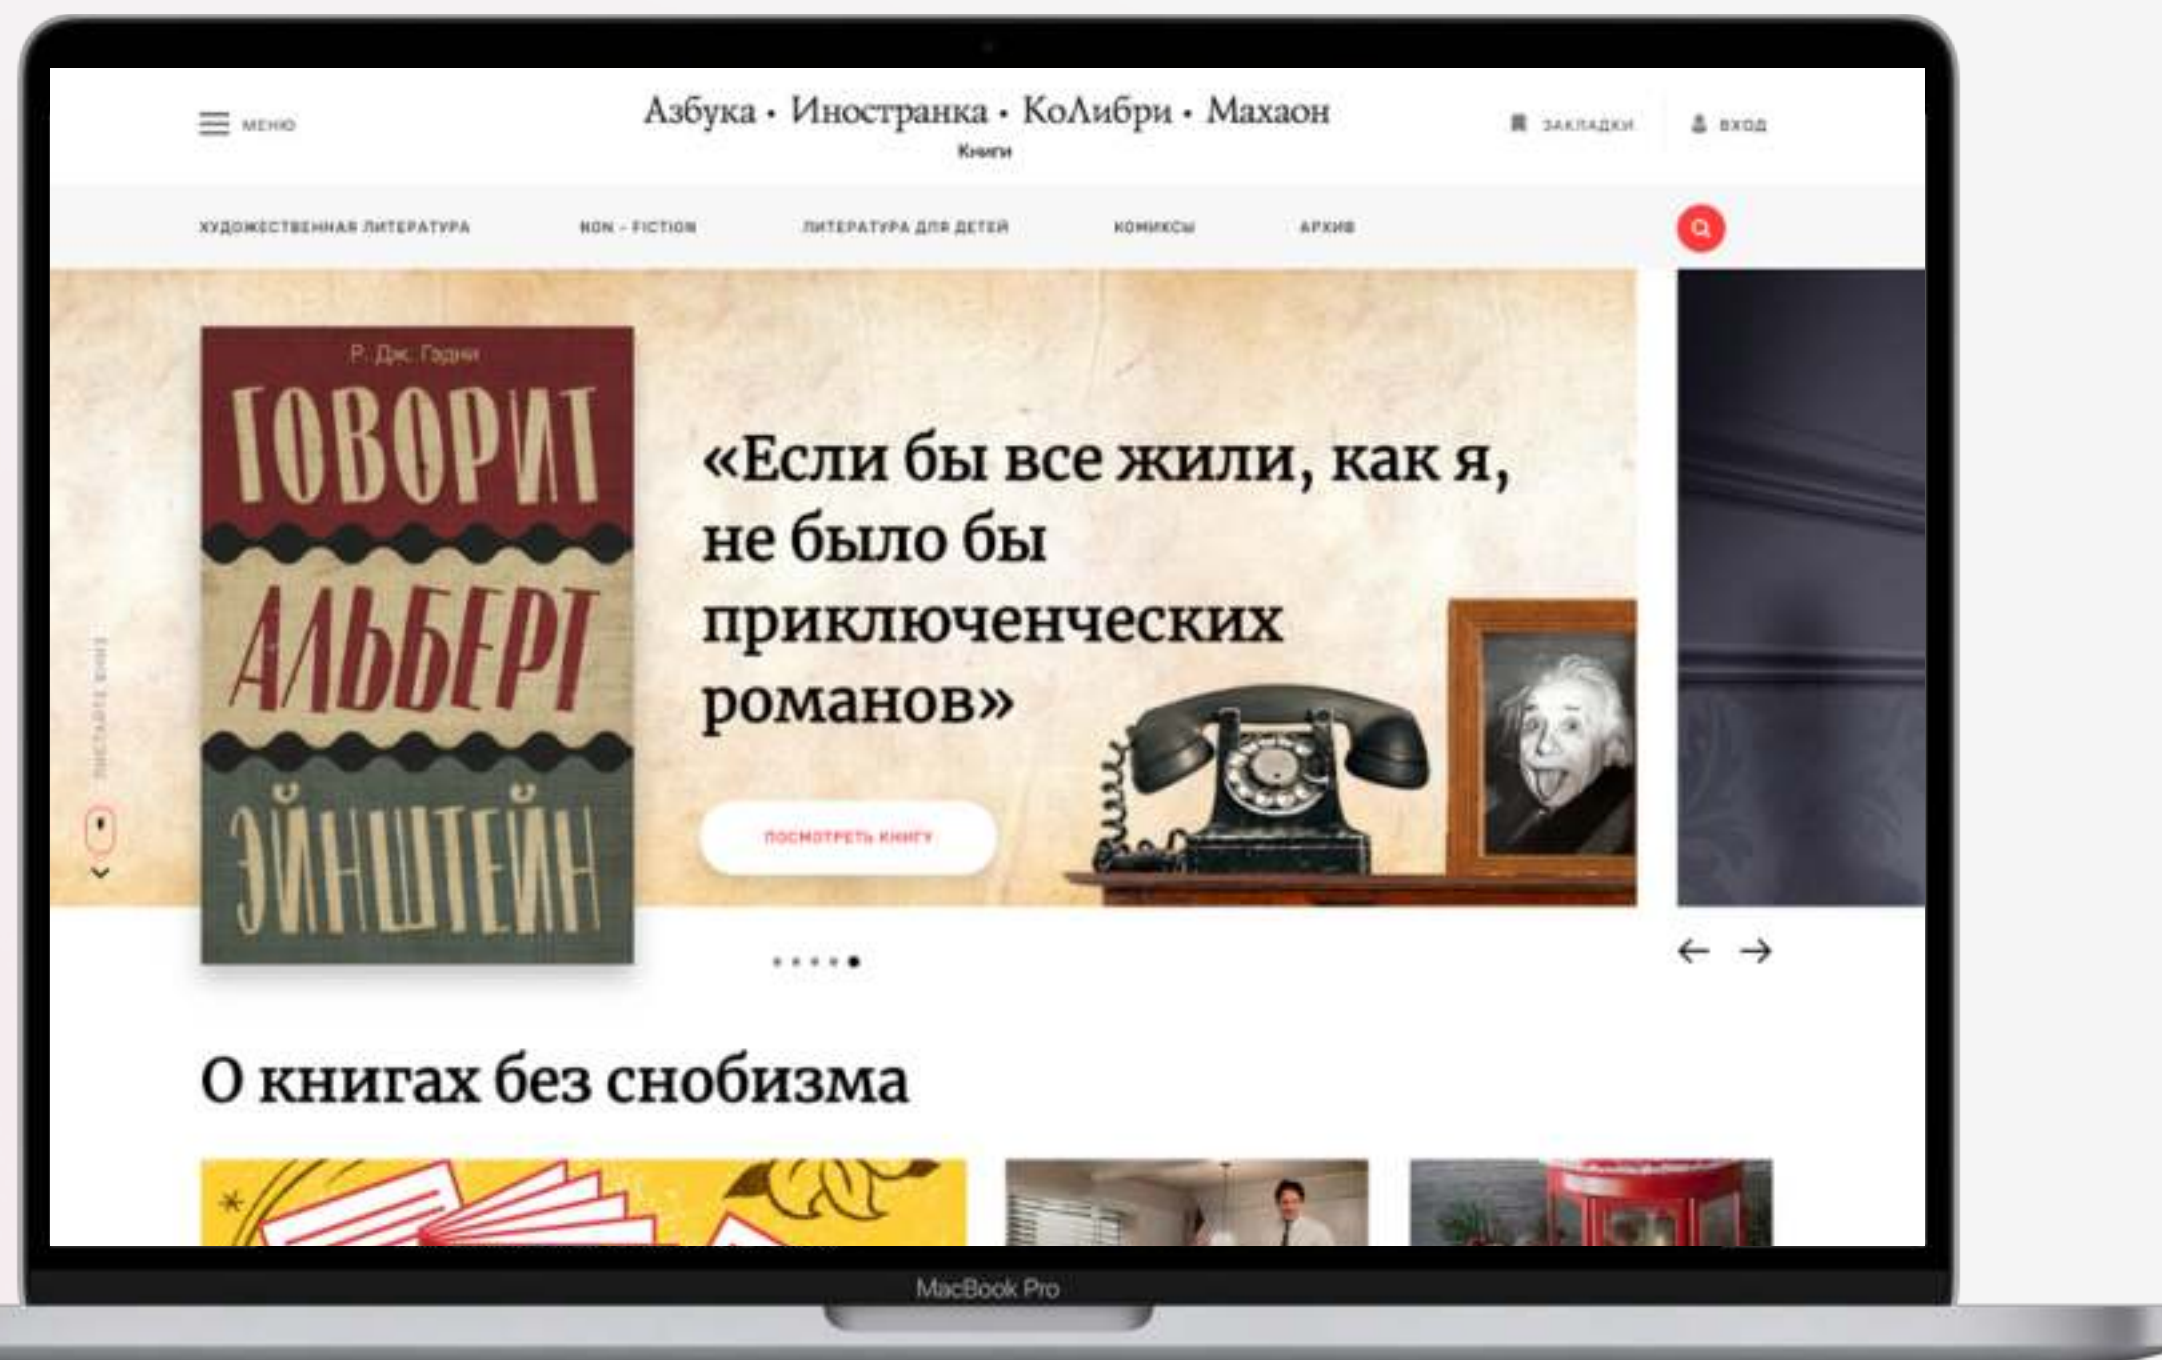 МЕНЮ
Азбука • Иностранка • КоЛибри • Махаон
Книги
ЗАКЛАДКИ
ВХОД
ХУДОЖЕСТВЕННАЯ ЛИТЕРАТУРА
NON - FICTION
ЛИТЕРАТУРА ДЛЯ ДЕТЕЙ
КОМИКСЫ
АРХИВ
Р. Дж. Гэдни
ГОВОРИТ
АЛЬБЕРТ
ЭЙНШТЕЙН
«Если бы все жили, как я,
не было бы
приключенческих
романов»
ПОСМОТРЕТЬ КНИГУ
ЛИСТАЙТЕ ВНИЗ
О книгах без снобизма
MacBook Pro